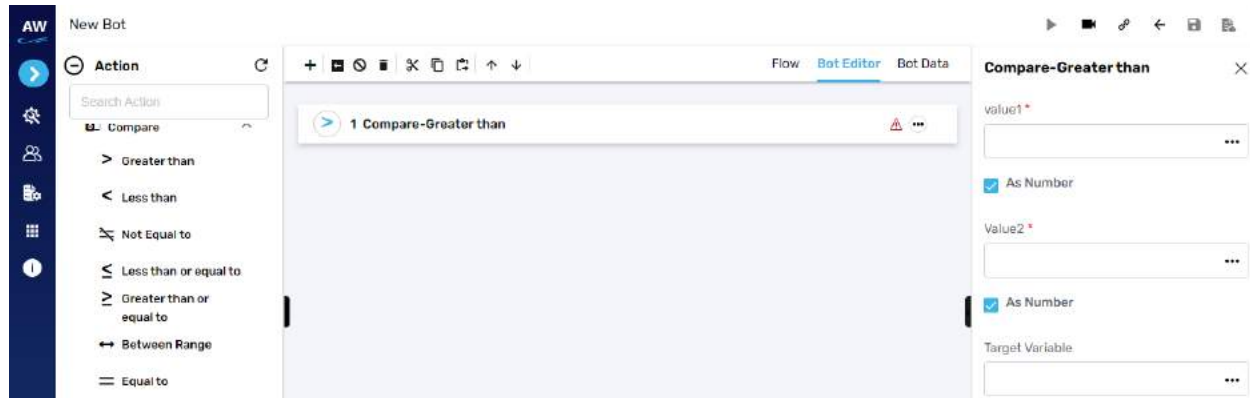 AW
New Bot
Action
Search Action
Compare
> Greater than
< Less than
Not Equal to
≤ Less than or equal to
≥ Greater than or
equal to
↔ Between Range
= Equal to
Flow Bot Editor Bot Data
> 1 Compare-Greater than
Compare-Greater than
value1 *
As Number
Value2 *
As Number
Target Variable